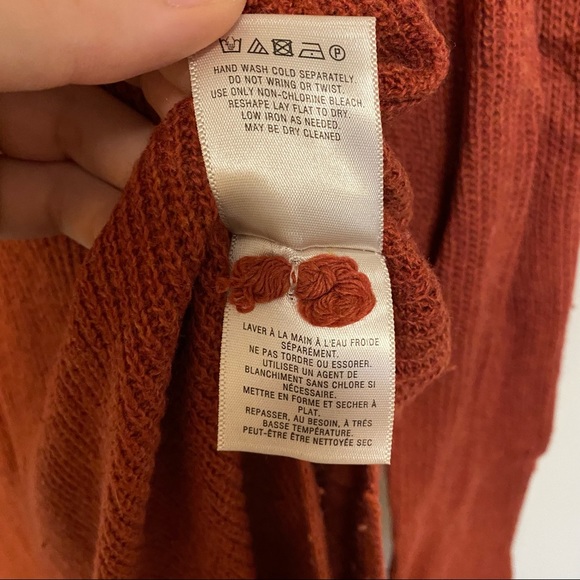 HAND WASH COLD SEPARATELY
DO NOT WRING OR TWIST.
USE ONLY NON-CHLORINE BLEACH.
RESHAPE LAY FLAT TO DRY.
LOW IRON AS NEEDED.
MAY BE DRY CLEANED
LAVER À LA MAIN À L'EAU FROIDE
SÉPARÉMENT.
NE PAS TORDRE OU ESSORER.
UTILISER UN AGENT DE
BLANCHIMENT SANS CHLORE SI
NÉCESSAIRE.
METTRE EN FORME ET SECHER À
PLAT.
REPASSER, AU BESOIN, À TRÉS
BASSE TEMPÉRATURE.
PEUT-ÊTRE ÊTRE NETTOYÉE SEC